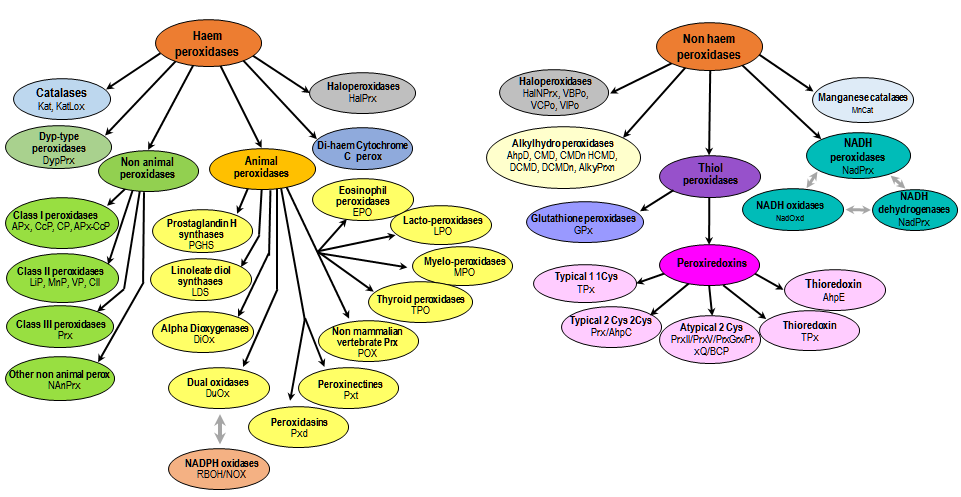 Haem
peroxidases
Catalases
Kat, KatLox
Haloperoxidases
HalPrx
Dyp-type
peroxidases
DypPrx
Di-haem Cytochrome
C perox
Non animal
peroxidases
Animal
peroxidases
Eosinophil
peroxidases
EPO
Class I peroxidases
APx, CcP, CP, APx-CcP
Prostaglandin H
synthases
PGHS
Lacto-peroxidases
LPO
Class II peroxidases
LiP, MnP, VP, CII
Linoleate diol
synthases
LDS
Myelo-peroxidases
MPO
Thyroid peroxidases
TPO
Class III peroxidases
Prx
Alpha Dioxygenases
DiOx
Non mammalian
vertebrate Prx
POX
Other non animal perox
NAnPrx
Dual oxidases
DuOx
Peroxinectines
Pxt
Peroxidasins
Pxd
NADPH oxidases
RBOH/NOX
Non haem
peroxidases
Haloperoxidases
HalNPrx, VBPo,
VCPo, VIPo
Manganese catalases
MnCat
Alkylhydroperoxidases
AhpD, CMD, CMDn HCMD,
DCMD, DCMDn, AlkyPrxn
NADH
peroxidases
NadPrx
Thiol
peroxidases
Glutathione peroxidases
GPx
NADH oxidases
NadOxd
NADH
dehydrogenases
NadPrx
Peroxiredoxins
Typical 1 1Cys
TPx
Thioredoxin
AhpE
Typical 2 Cys 2Cys
Prx/AhpC
Atypical 2 Cys
PrxII/PrxV/PrxGrx/Pr
xQ/BCP
Thioredoxin
TPx